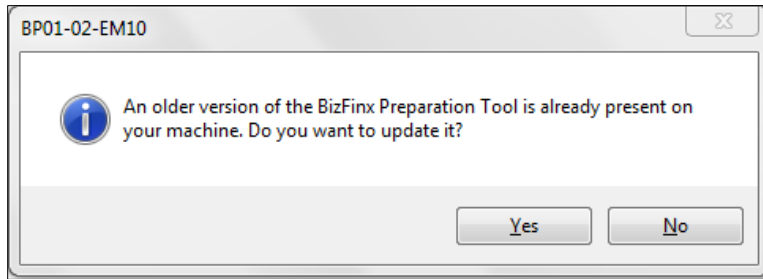 BP01-02-EM10
An older version of the BizFinx Preparation Tool is already present on
your machine. Do you want to update it?
Yes
No